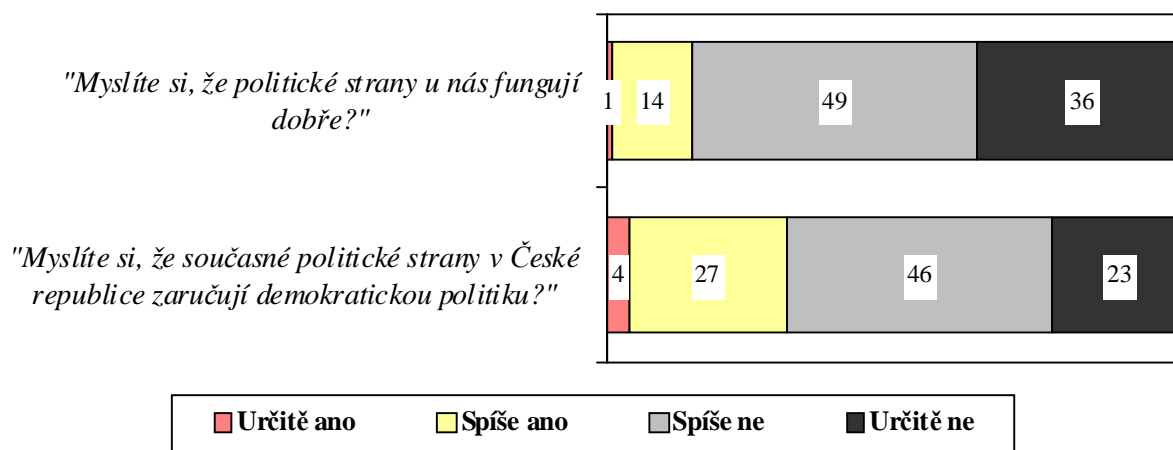 "Myslíte si, že politické strany u nás fungují
dobře?"
1 14 49 36
"Myslíte si, že současné politické strany v České
republice zaručují demokratickou politiku?"
4 27 46 23
Určitě ano Spíše ano Spíše ne Určitě ne